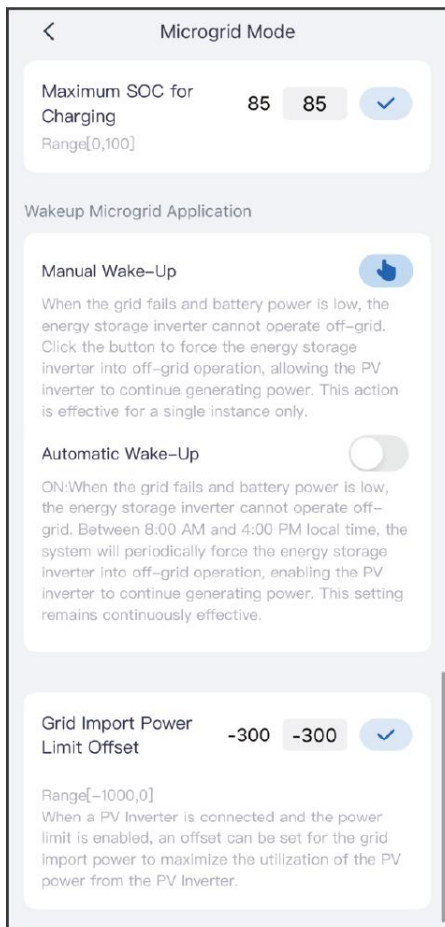 Microgrid Mode
Maximum SOC for
Charging
85 85
Range[0,100]
Wakeup Microgrid Application
Manual Wake-Up
When the grid fails and battery power is low, the
energy storage inverter cannot operate off-grid.
Click the button to force the energy storage
inverter into off-grid operation, allowing the PV
inverter to continue generating power. This action
is effective for a single instance only.
Automatic Wake-Up
ON:When the grid fails and battery power is low,
the energy storage inverter cannot operate off-
grid. Between 8:00 AM and 4:00 PM local time, the
system will periodically force the energy storage
inverter into off-grid operation, enabling the PV
inverter to continue generating power. This setting
remains continuously effective.
Grid Import Power
Limit Offset
-300 -300
Range[-1000,0]
When a PV Inverter is connected and the power
limit is enabled, an offset can be set for the grid
import power to maximize the utilization of the PV
power from the PV Inverter.